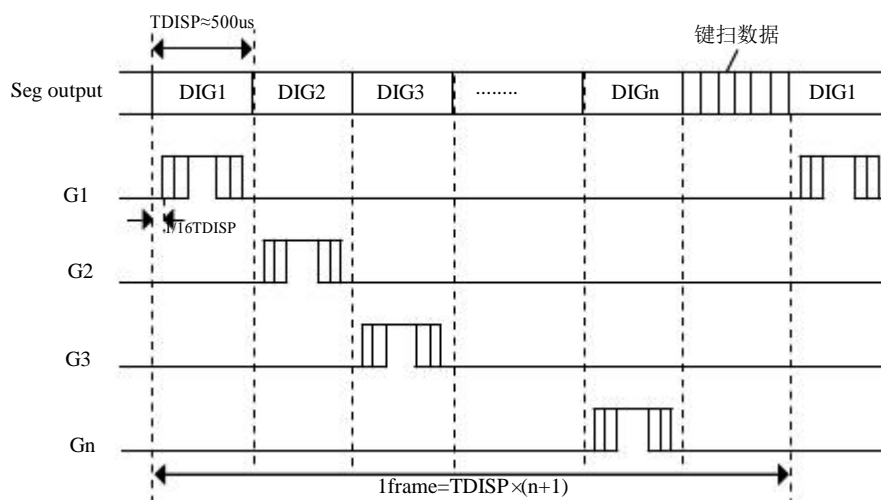 TDISP≈500us
键扫数据
Seg output DIG1 DIG2 DIG3 ........ DIGn DIG1
G1
1/16TDISP
G2
G3
Gn
1frame=TDISP×(n+1)